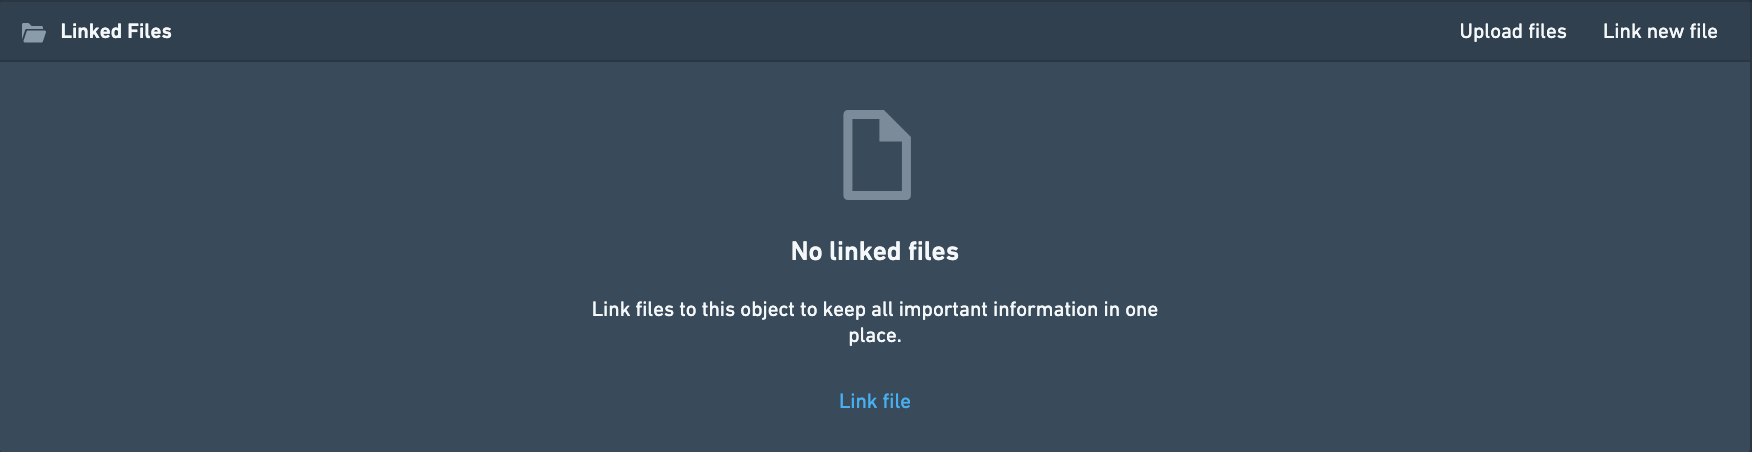 Linked Files
Upload files
Link new file
No linked files
Link files to this object to keep all important information in one
place.
Link file